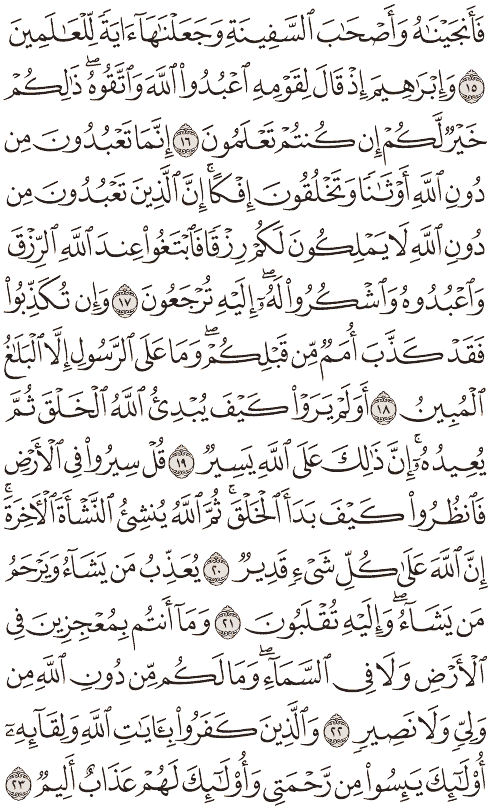 فَأَنجَيۡنَٰهُ وَأَصۡحَٰبَ ٱلسَّفِينَةِ وَجَعَلۡنَٰهَآ ءَايَةٗ لِّلۡعَٰلَمِينَ
١٥ وَإِبۡرَٰهِيمَ إِذۡ قَالَ لِقَوۡمِهِ ٱعۡبُدُواْ ٱللَّهَ وَٱتَّقُوهُۖ ذَٰلِكُمۡ
خَيۡرٞ لَّكُمۡ إِن كُنتُمۡ تَعۡلَمُونَ ١٦ إِنَّمَا تَعۡبُدُونَ مِن
دُونِ ٱللَّهِ أَوۡثَٰنٗا وَتَخۡلُقُونَ إِفۡكًاۚ إِنَّ ٱلَّذِينَ تَعۡبُدُونَ مِن
دُونِ ٱللَّهِ لَا يَمۡلِكُونَ لَكُمۡ رِزۡقٗا فَٱبۡتَغُواْ عِندَ ٱللَّهِ ٱلرِّزۡقَ
وَٱعۡبُدُوهُ وَٱشۡكُرُواْ لَهُۥٓۖ إِلَيۡهِ تُرۡجَعُونَ ١٧ وَإِن تُكَذِّبُواْ
فَقَدۡ كَذَّبَ أُمَمٞ مِّن قَبۡلِكُمۡۖ وَمَا عَلَى ٱلرَّسُولِ إِلَّا ٱلۡبَلَٰغُ
ٱلۡمُبِينُ ١٨ أَوَلَمۡ يَرَوۡاْ كَيۡفَ يُبۡدِئُ ٱللَّهُ ٱلۡخَلۡقَ ثُمَّ
يُعِيدُهُۥٓۚ إِنَّ ذَٰلِكَ عَلَى ٱللَّهِ يَسِيرٞ ١٩ قُلۡ سِيرُواْ فِي ٱلۡأَرۡضِ
فَٱنظُرُواْ كَيۡفَ بَدَأَ ٱلۡخَلۡقَۚ ثُمَّ ٱللَّهُ يُنشِئُ ٱلنَّشۡأَةَ ٱلۡأٓخِرَةَۚ
إِنَّ ٱللَّهَ عَلَىٰ كُلِّ شَيۡءٖ قَدِيرٞ ٢٠ يُعَذِّبُ مَن يَشَآءُ وَيَرۡحَمُ
مَن يَشَآءُۖ وَإِلَيۡهِ تُقۡلَبُونَ ٢١ وَمَآ أَنتُم بِمُعۡجِزِينَ فِي
ٱلۡأَرۡضِ وَلَا فِي ٱلسَّمَآءِۖ وَمَا لَكُم مِّن دُونِ ٱللَّهِ مِن
وَلِيّٖ وَلَا نَصِيرٖ ٢٢ وَٱلَّذِينَ كَفَرُواْ بِـَٔايَٰتِ ٱللَّهِ وَلِقَآئِهِۦٓ
أُوْلَٰٓئِكَ يَئِسُواْ مِن رَّحۡمَتِي وَأُوْلَٰٓئِكَ لَهُمۡ عَذَابٌ أَلِيمٞ ٢٣